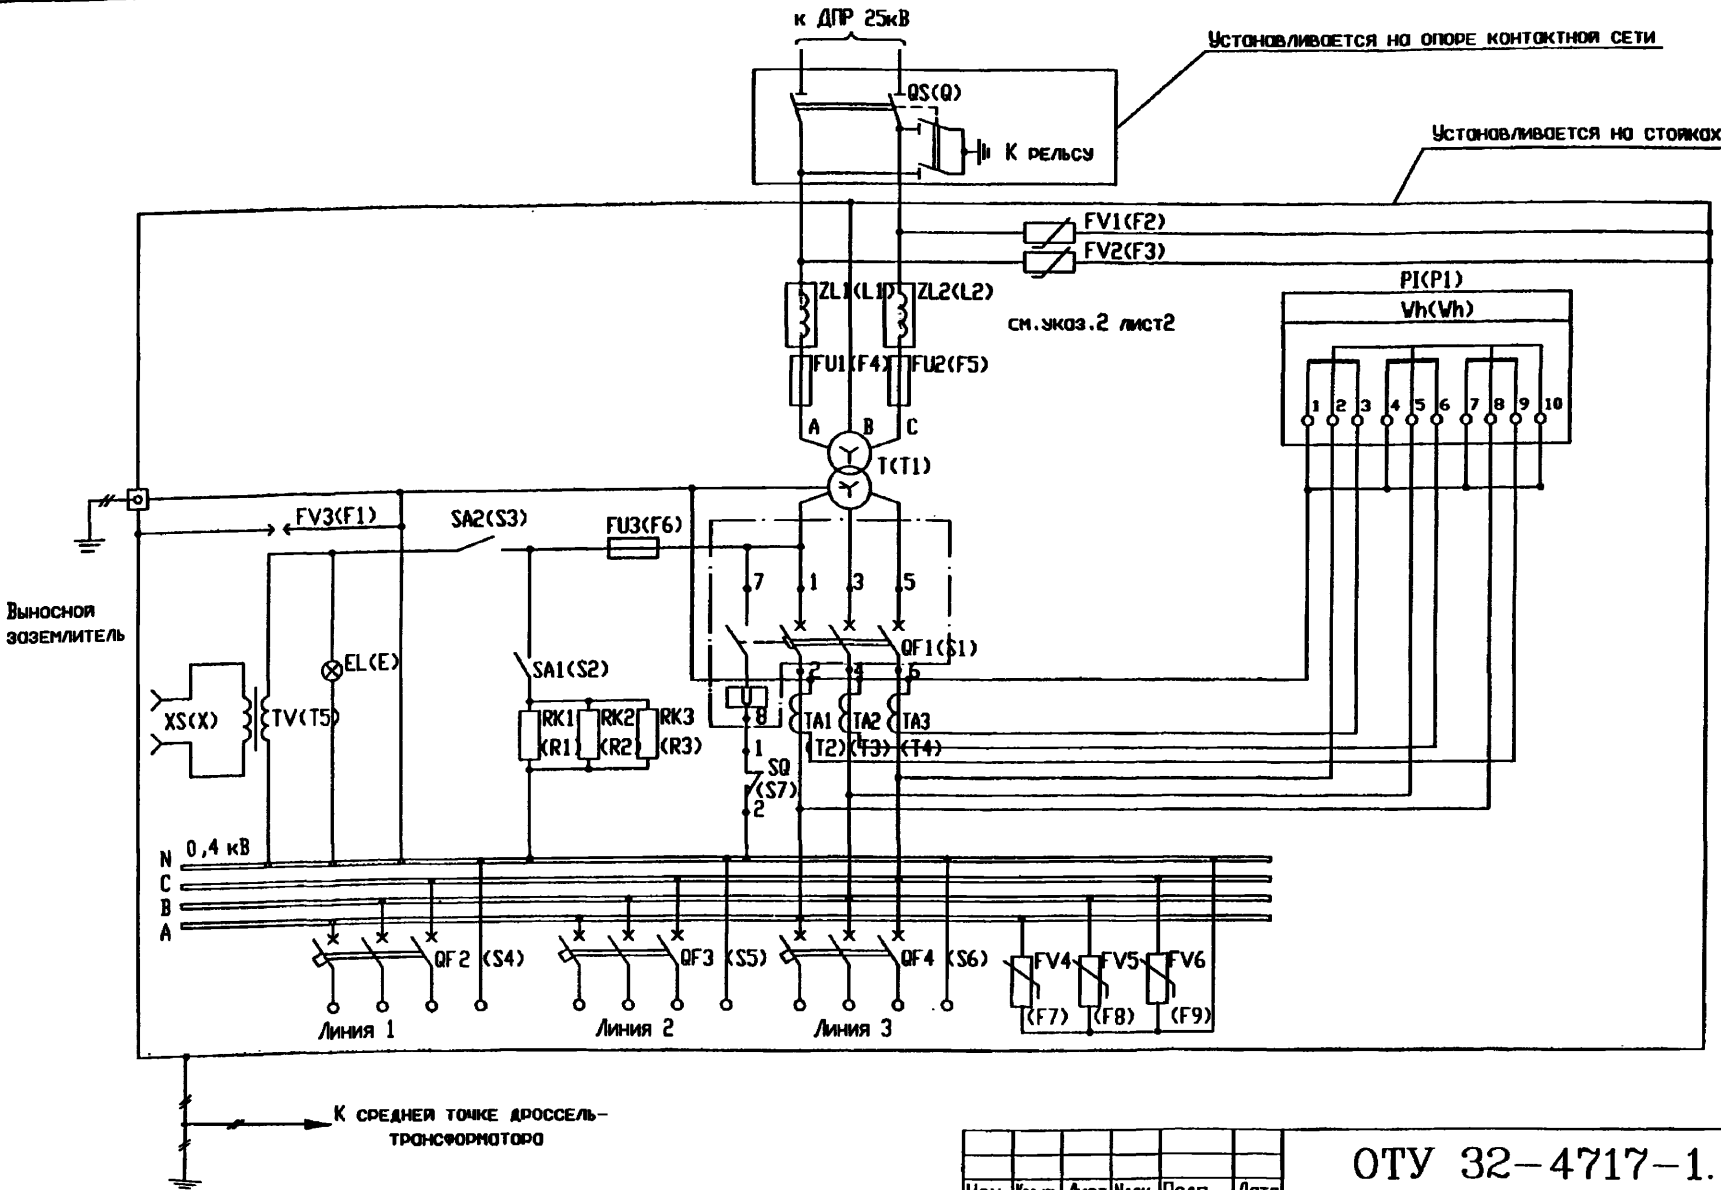 к ДПР 25кВ
Устанавливается на опоре контактной сети
QS(Q)
К рельсу
Устанавливается на стойках
FV1(F2)
FV2(F3)
ZL1(L1) ZL2(L2)
см.указ.2 лист2
PI(P1)
Wh(Wh)
FU1(F4) FU2(F5)
1 2 3 4 5 6 7 8 9 10
A B C
T(T1)
FV3(F1)
SA2(S3)
FU3(F6)
7 1 3 5
Выносной
заземлитель
QF1(S1)
EL(E)
SA1(S2)
2 4 6
XS(X)
TV(T5)
RK1 RK2 RK3
(R1) (R2) (R3)
8
TA1 TA2 TA3
(T2)(T3)(T4)
1
SQ
(S7)
2
0,4 кВ
N
C
B
A
QF2 (S4)
QF3 (S5)
QF4 (S6)
FV4 FV5 FV6
(F7) (F8) (F9)
Линия 1
Линия 2
Линия 3
К средней точке дроссель-
трансформатора
ОТУ 32-4717-1.